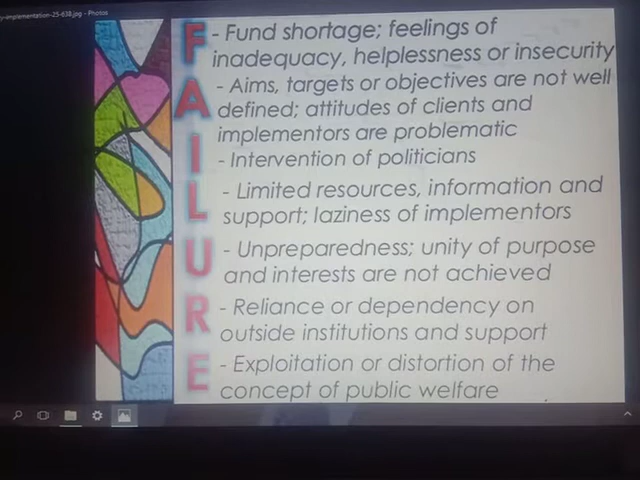 y-implementation-25-638.jpg - Photos
F - Fund shortage; feelings of
inadequacy, helplessness or insecurity
A - Aims, targets or objectives are not well
defined; attitudes of clients and
implementors are problematic
I - Intervention of politicians
L - Limited resources, information and
support; laziness of implementors
U - Unpreparedness; unity of purpose
and interests are not achieved
R - Reliance or dependency on
outside institutions and support
E - Exploitation or distortion of the
concept of public welfare